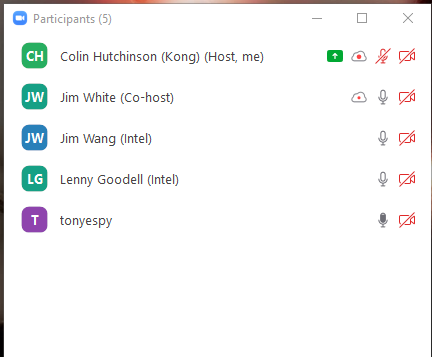 Participants (5)
CH Colin Hutchinson (Kong) (Host, me)
JW Jim White (Co-host)
JW Jim Wang (Intel)
LG Lenny Goodell (Intel)
T tonyespy